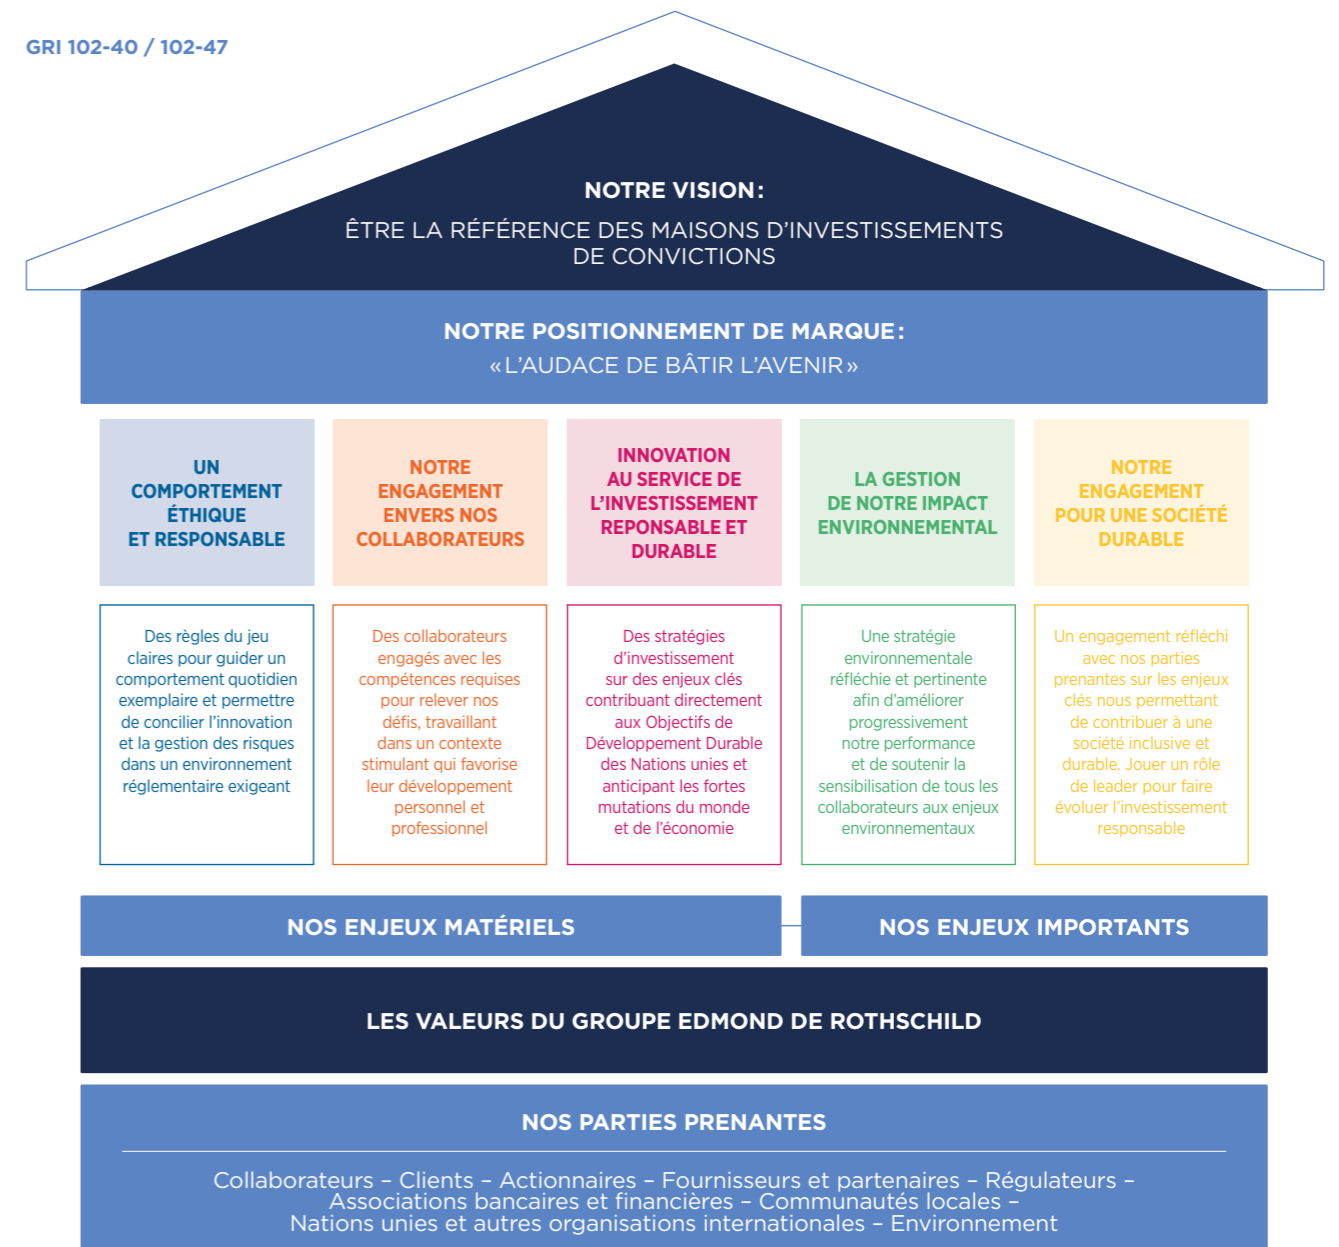 GRI 102-40 / 102-47
NOTRE VISION :
ÊTRE LA RÉFÉRENCE DES MAISONS D'INVESTISSEMENTS
DE CONVICTIONS
NOTRE POSITIONNEMENT DE MARQUE :
« L'AUDACE DE BÂTIR L'AVENIR »
UN
COMPORTEMENT
ÉTHIQUE
ET RESPONSABLE
NOTRE
ENGAGEMENT
ENVERS NOS
COLLABORATEURS
INNOVATION
AU SERVICE DE
L'INVESTISSEMENT
REPONSABLE ET
DURABLE
LA GESTION
DE NOTRE IMPACT
ENVIRONNEMENTAL
NOTRE
ENGAGEMENT
POUR UNE SOCIÉTÉ
DURABLE
Des règles du jeu
claires pour guider un
comportement quotidien
exemplaire et permettre
de concilier l'innovation
et la gestion des risques
dans un environnement
réglementaire exigeant
Des collaborateurs
engagés avec les
compétences requises
pour relever nos
défis, travaillant
dans un contexte
stimulant qui favorise
leur développement
personnel et
professionnel
Des stratégies
d'investissement
sur des enjeux clés
contribuant directement
aux Objectifs de
Développement Durable
des Nations unies et
anticipant les fortes
mutations du monde
et de l'économie
Une stratégie
environnementale
réfléchie et pertinente
afin d'améliorer
progressivement
notre performance
et de soutenir la
sensibilisation de tous les
collaborateurs aux enjeux
environnementaux
Un engagement réfléchi
avec nos parties
prenantes sur les enjeux
clés nous permettant
de contribuer à une
société inclusive et
durable. Jouer un rôle
de leader pour faire
évoluer l'investissement
responsable
NOS ENJEUX MATÉRIELS
NOS ENJEUX IMPORTANTS
LES VALEURS DU GROUPE EDMOND DE ROTHSCHILD
NOS PARTIES PRENANTES
Collaborateurs – Clients – Actionnaires – Fournisseurs et partenaires – Régulateurs –
Associations bancaires et financières – Communautés locales –
Nations unies et autres organisations internationales – Environnement